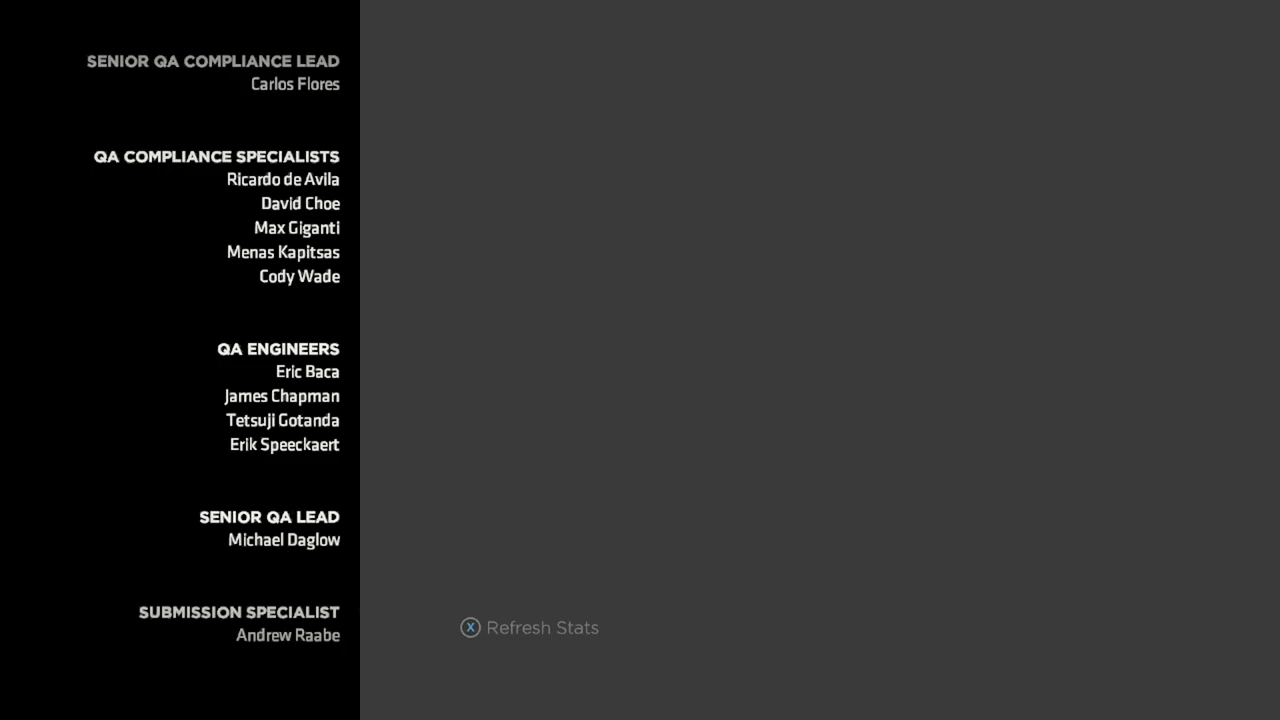 SENIOR QA COMPLIANCE LEAD
Carlos Flores
QA COMPLIANCE SPECIALISTS
Ricardo de Avila
David Choe
Max Giganti
Menas Kapitsas
Cody Wade
QA ENGINEERS
Eric Baca
James Chapman
Tetsuji Gotanda
Erik Speeckaert
SENIOR QA LEAD
Michael Daglow
SUBMISSION SPECIALIST
Andrew Raabe
X Refresh Stats